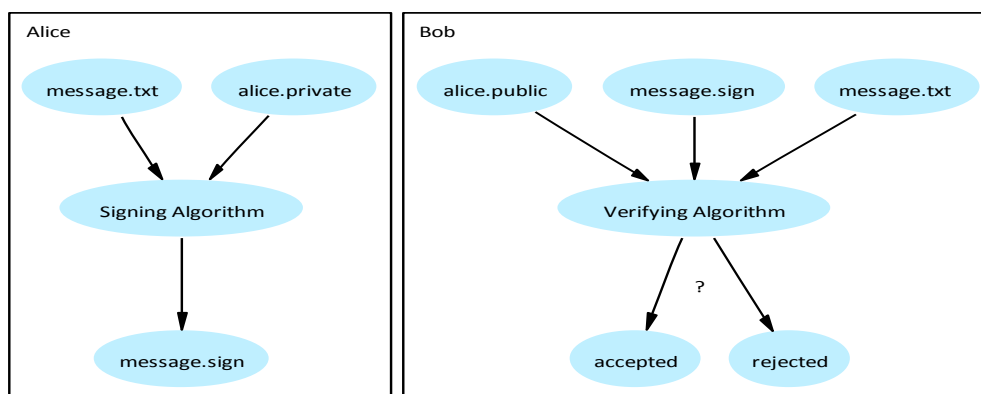 Alice
message.txt
alice.private
Signing Algorithm
message.sign
Bob
alice.public
message.sign
message.txt
Verifying Algorithm
?
accepted
rejected